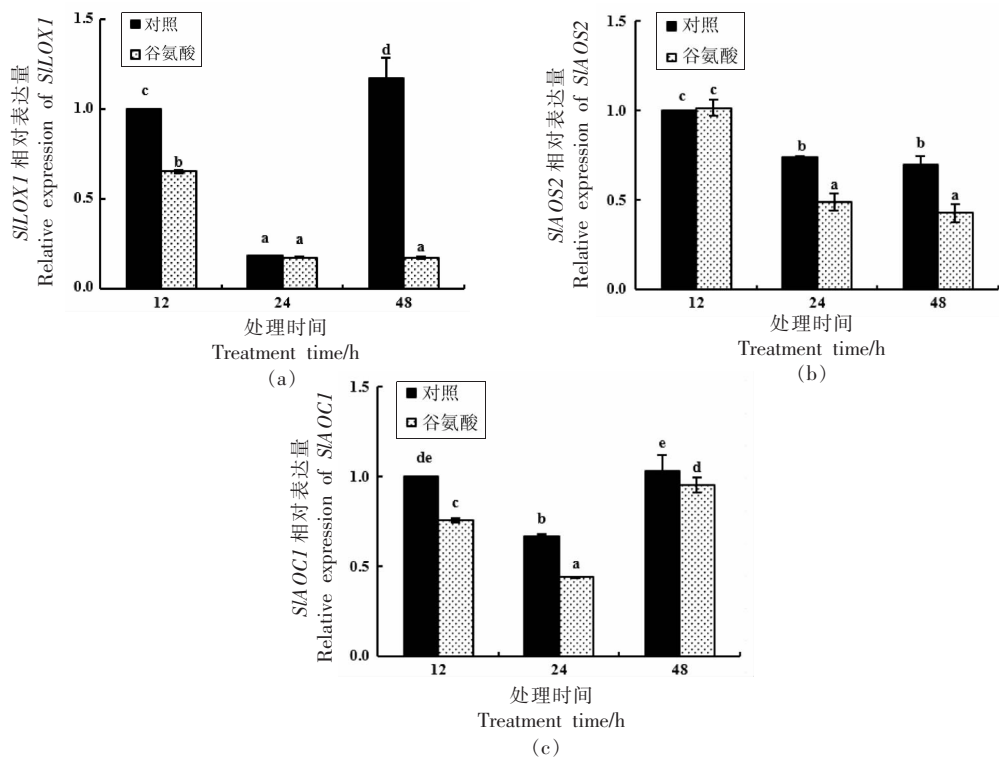 SlLOX1 相对表达量
Relative expression of SlLOX1
1.5
1.0
0.5
0.0
对照
谷氨酸
c
b
a
a
d
a
12
24
48
处理时间
Treatment time/h
(a)
SlAOS2 相对表达量
Relative expression of SlAOS2
1.5
1.0
0.5
0.0
对照
谷氨酸
c
c
b
a
b
a
12
24
48
处理时间
Treatment time/h
(b)
SlAOC1 相对表达量
Relative expression of SlAOC1
1.5
1.0
0.5
0.0
对照
谷氨酸
de
c
b
a
e
d
12
24
48
处理时间
Treatment time/h
(c)